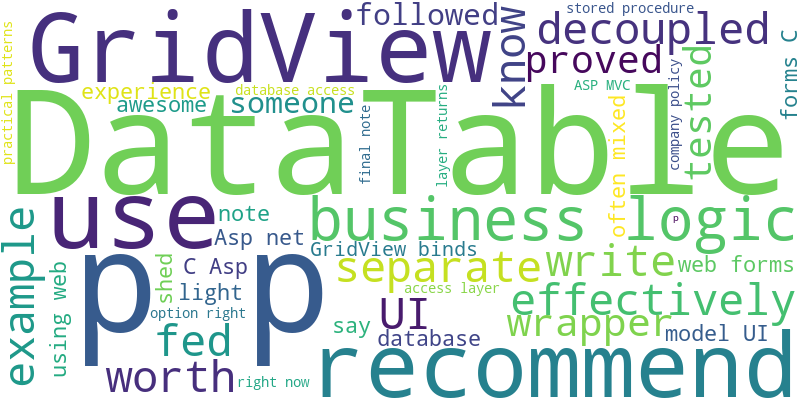 practical patterns
GridView
followed
stored procedure
decoupled
forms C
experience
database access
know
proved
awesome
someone
final note
layer returns
ASP MVC
often mixed
company policy
tested
DataTable
use
business logic
example
note
Asp net
GridView binds
separate
write
web forms
using web
p p
C Asp
shed
light
access layer
effectively
option right
UI
wrapper
fed
say
database
model UI
worth
right now
recommend
P